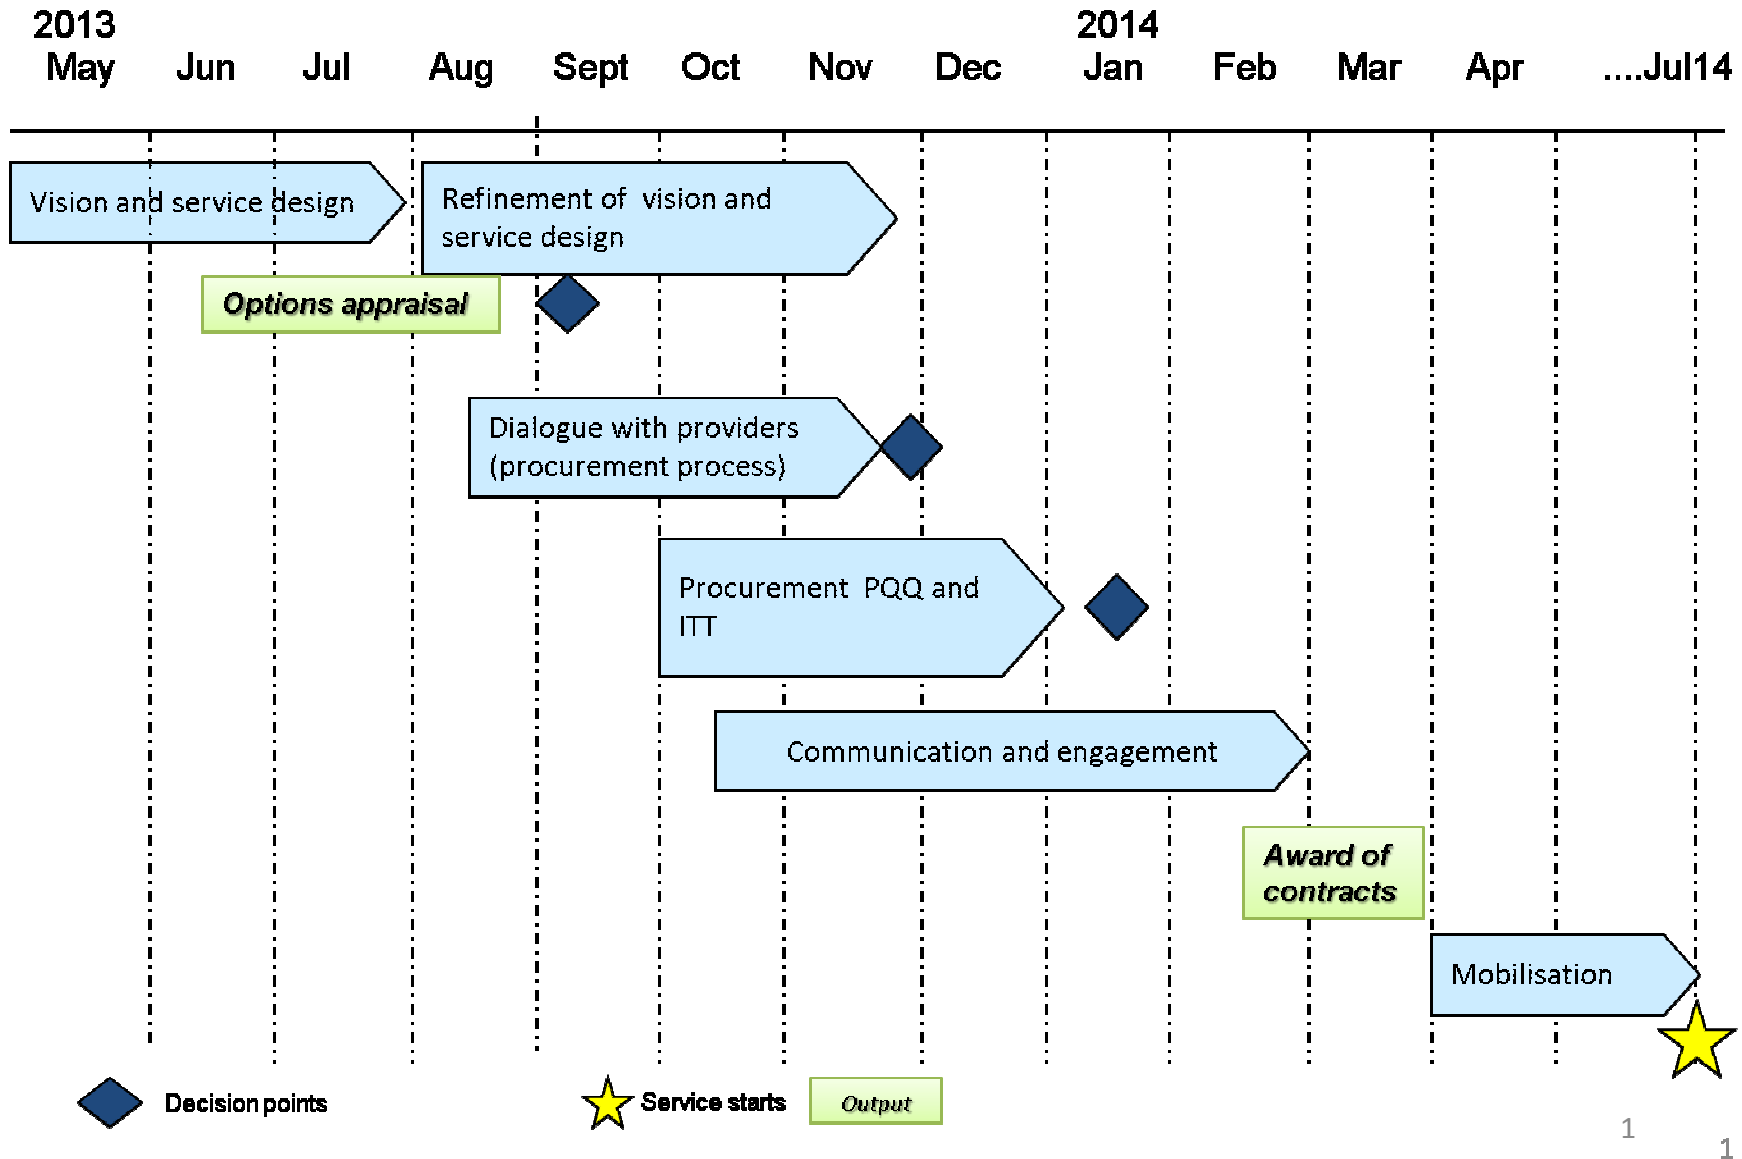 2013 2014
May Jun Jul Aug Sept Oct Nov Dec Jan Feb Mar Apr ....Jul14
Vision and service design
Refinement of vision and
service design
Options appraisal
Dialogue with providers
(procurement process)
Procurement PQQ and
ITT
Communication and engagement
Award of
contracts
Mobilisation
Decision points
Service starts
Output
1
1